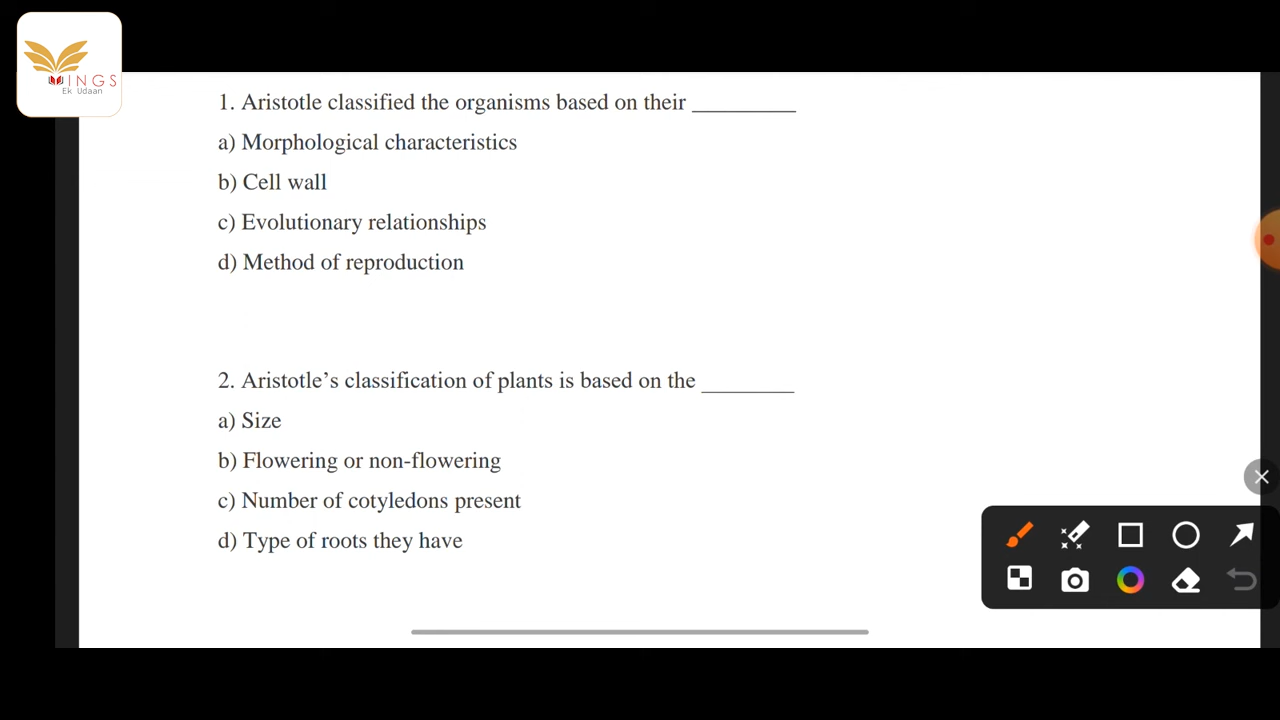 WINGS
Ek Udaan
1. Aristotle classified the organisms based on their _________
a) Morphological characteristics
b) Cell wall
c) Evolutionary relationships
d) Method of reproduction
2. Aristotle’s classification of plants is based on the ________
a) Size
b) Flowering or non-flowering
c) Number of cotyledons present
d) Type of roots they have